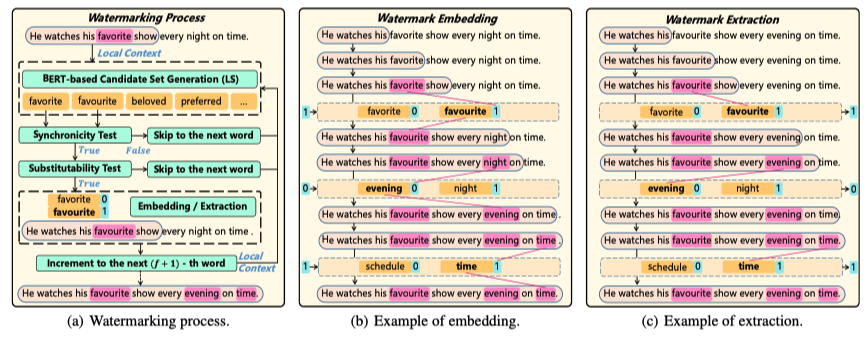 Watermarking Process
He watches his favorite show every night on time.
Local Context
BERT-based Candidate Set Generation (LS)
favorite favourite beloved preferred ...
Synchronicity Test Skip to the next word
True False
Substitutability Test Skip to the next word
True
favorite 0
favourite 1
Embedding / Extraction
He watches his favourite show every night on time .
Increment to the next (f + 1) - th word
Local Context
He watches his favourite show every evening on time.
(a) Watermarking process.
Watermark Embedding
He watches his favorite show every night on time.
He watches his favorite show every night on time.
He watches his favorite show every night on time.
1 favorite 0 favourite 1
He watches his favourite show every night on time.
He watches his favourite show every night on time.
0 evening 0 night 1
He watches his favourite show every evening on time .
He watches his favourite show every evening on time .
1 schedule 0 time 1
He watches his favourite show every evening on time.
(b) Example of embedding.
Watermark Extraction
He watches his favourite show every evening on time.
He watches his favourite show every evening on time.
He watches his favourite show every evening on time.
favorite 0 favourite 1 1
He watches his favourite show every evening on time.
He watches his favourite show every evening on time.
evening 0 night 1 0
He watches his favourite show every evening on time.
He watches his favourite show every evening on time.
schedule 0 time 1 1
He watches his favourite show every evening on time.
(c) Example of extraction.